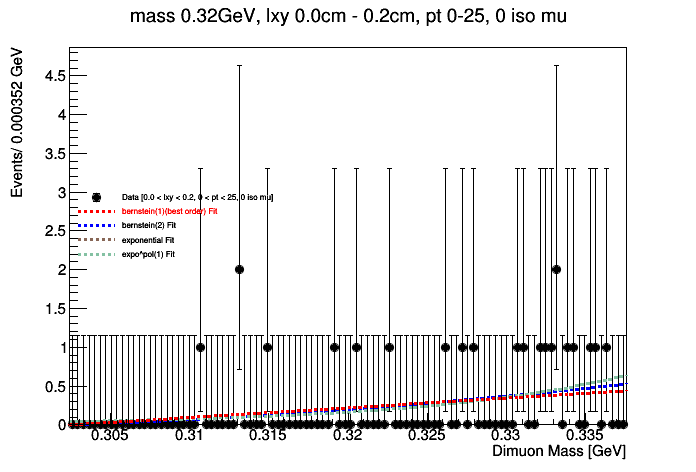 mass 0.32GeV, lxy 0.0cm - 0.2cm, pt 0-25, 0 iso mu
Events/ 0.000352 GeV
4.5
4
3.5
3
2.5
2
1.5
1
0.5
0
Data [0.0 < lxy < 0.2, 0 < pt < 25, 0 iso mu]
bernstein(1)(best order) Fit
bernstein(2) Fit
exponential Fit
expo^pol(1) Fit
0.305 0.31 0.315 0.32 0.325 0.33 0.335
Dimuon Mass [GeV]